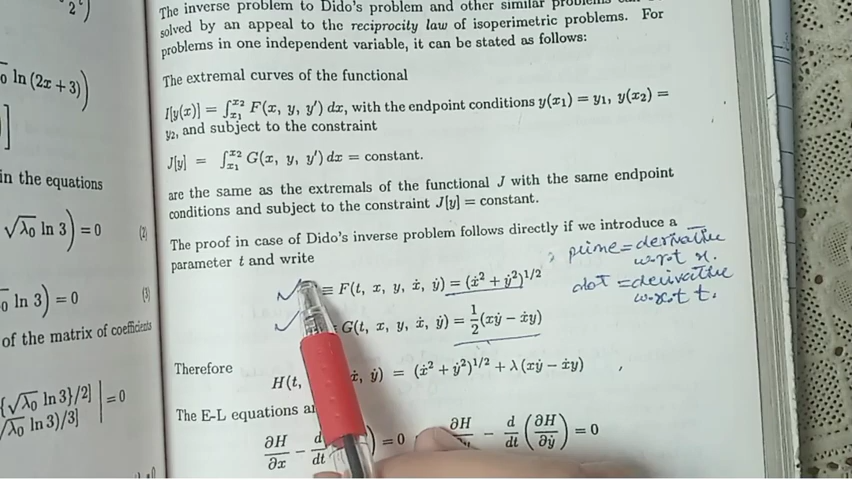 2
ln (2x + 3)
]
in the equations
√λ₀ ln 3) = 0 (2)
ln 3) = 0 (3)
of the matrix of coefficients
{√λ₀ ln 3}/2]
√λ₀ ln 3)/3] = 0
The inverse problem to Dido's problem and other similar problems
solved by an appeal to the reciprocity law of isoperimetric problems. For
problems in one independent variable, it can be stated as follows:
The extremal curves of the functional
I[y(x)] = ∫_{x₁}^{x₂} F(x, y, y′) dx, with the endpoint conditions y(x₁) = y₁, y(x₂) =
y₂, and subject to the constraint
J[y] = ∫_{x₁}^{x₂} G(x, y, y′) dx = constant.
are the same as the extremals of the functional J with the same endpoint
conditions and subject to the constraint J[y] = constant.
The proof in case of Dido's inverse problem follows directly if we introduce a
parameter t and write
≡ F(t, x, y, ẋ, ẏ) = (ẋ² + ẏ²)^{1/2}
G(t, x, y, ẋ, ẏ) = 1/2 (xẏ − ẋy)
prime = derivative
w.r.t x.
dot = derivative
w.r.t t.
Therefore
H(t, ẋ, ẏ) = (ẋ² + ẏ²)^{1/2} + λ(xẏ − ẋy) ,
The E-L equations
∂H/∂x − d/dt ) = 0 ∂H − d/dt (∂H/∂ẏ) = 0